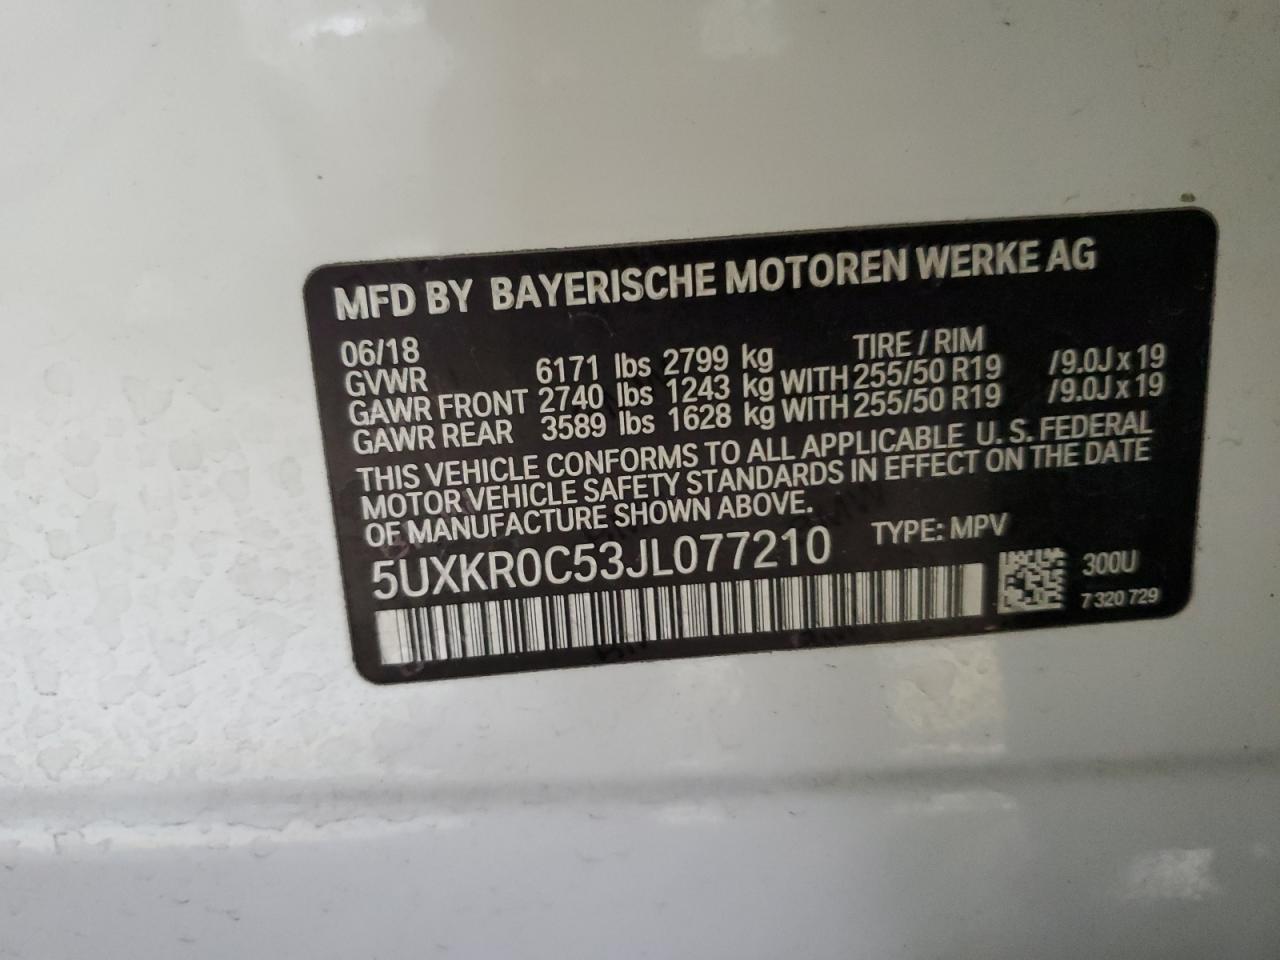 MFD BY BAYERISCHE MOTOREN WERKE AG
06/18 TIRE / RIM
GVWR 6171 lbs 2799 kg
GAWR FRONT 2740 lbs 1243 kg WITH 255/50 R19 /9.0J x 19
GAWR REAR 3589 lbs 1628 kg WITH 255/50 R19 /9.0J x 19
THIS VEHICLE CONFORMS TO ALL APPLICABLE U. S. FEDERAL
MOTOR VEHICLE SAFETY STANDARDS IN EFFECT ON THE DATE
OF MANUFACTURE SHOWN ABOVE.
5UXKR0C53JL077210 TYPE: MPV
300U
7 320 729